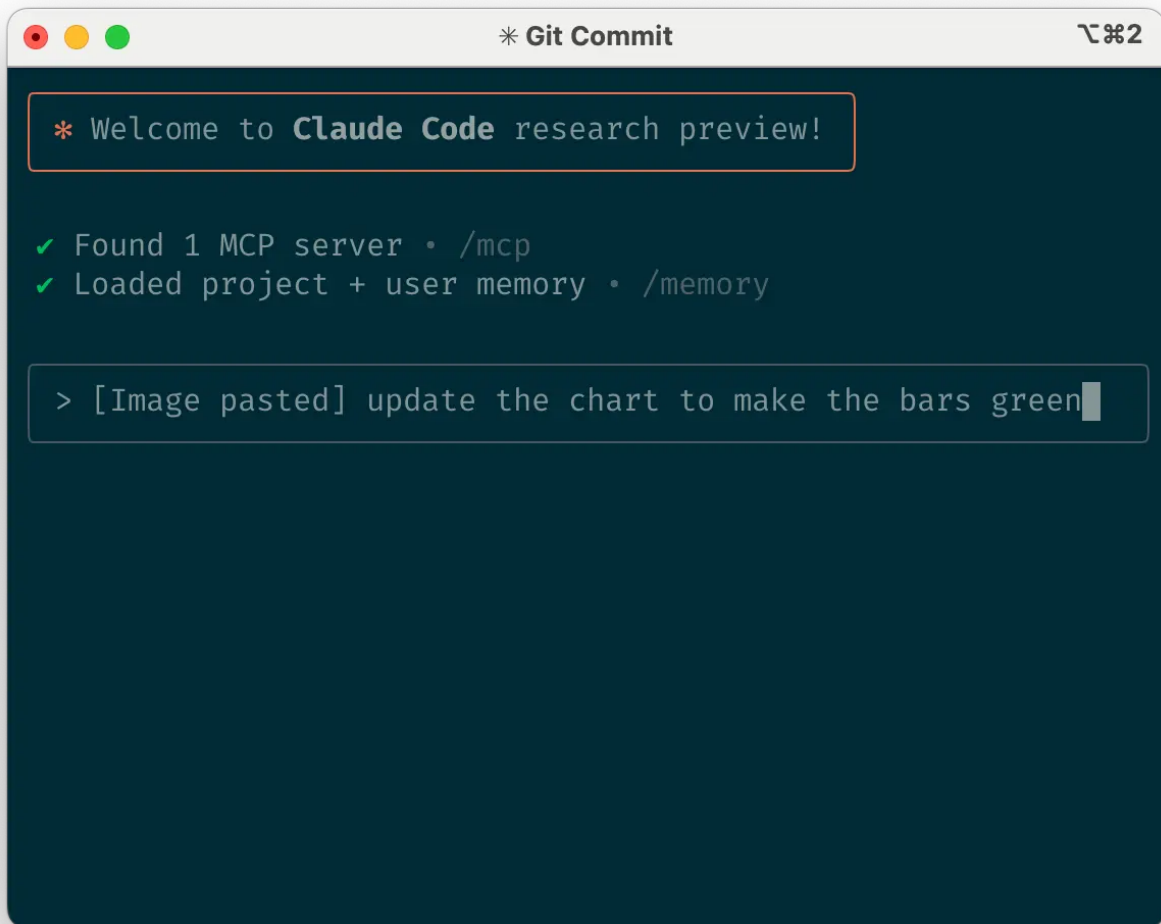 ✳ Git Commit ⌥⌘2
* Welcome to Claude Code research preview!
✔ Found 1 MCP server • /mcp
✔ Loaded project + user memory • /memory
> [Image pasted] update the chart to make the bars green